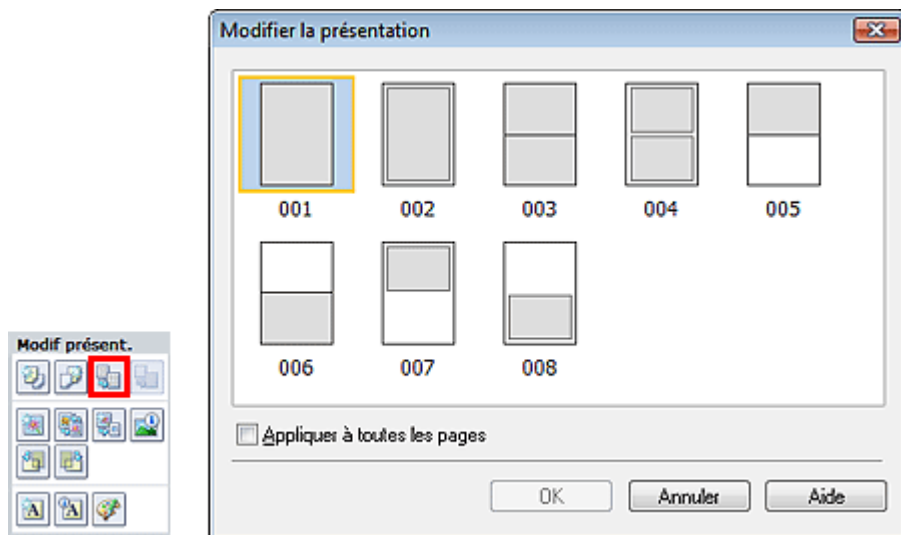 Modifier la présentation
001 002 003 004 005
006 007 008
Modif présent.
Appliquer à toutes les pages
OK Annuler Aide